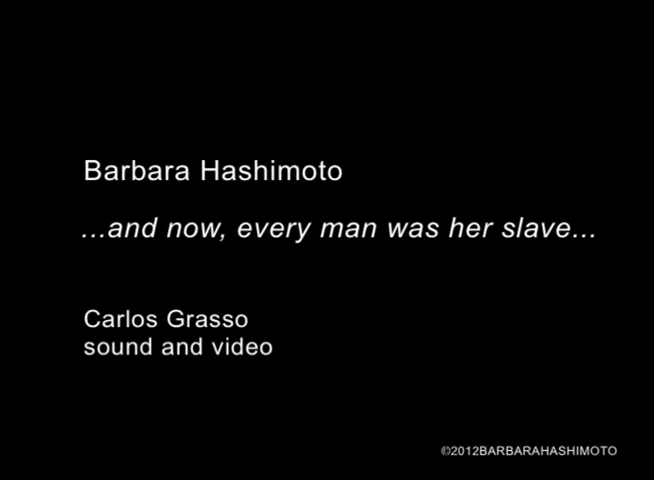 Barbara Hashimoto
...and now, every man was her slave...
Carlos Grasso
sound and video
©2012BARBARAHASHIMOTO